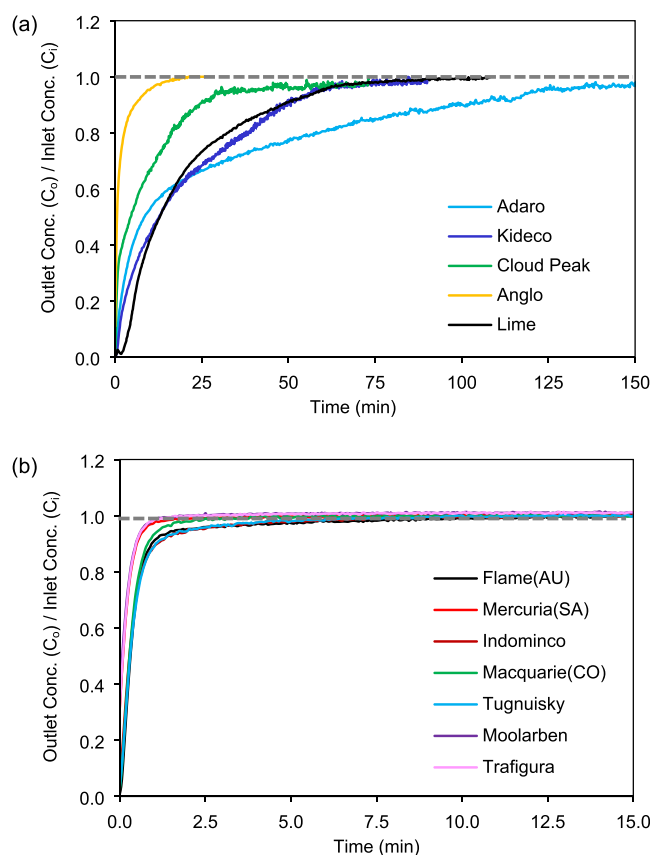 (a)
1.2
1.0
0.8
0.6
0.4
0.2
0.0
Outlet Conc. (Cₒ) / Inlet Conc. (Cᵢ)
Adaro
Kideco
Cloud Peak
Anglo
Lime
0 25 50 75 100 125 150
Time (min)
(b)
1.2
1.0
0.8
0.6
0.4
0.2
0.0
Outlet Conc. (Cₒ) / Inlet Conc. (Cᵢ)
Flame(AU)
Mercuria(SA)
Indominco
Macquarie(CO)
Tugnuisky
Moolarben
Trafigura
0.0 2.5 5.0 7.5 10.0 12.5 15.0
Time (min)